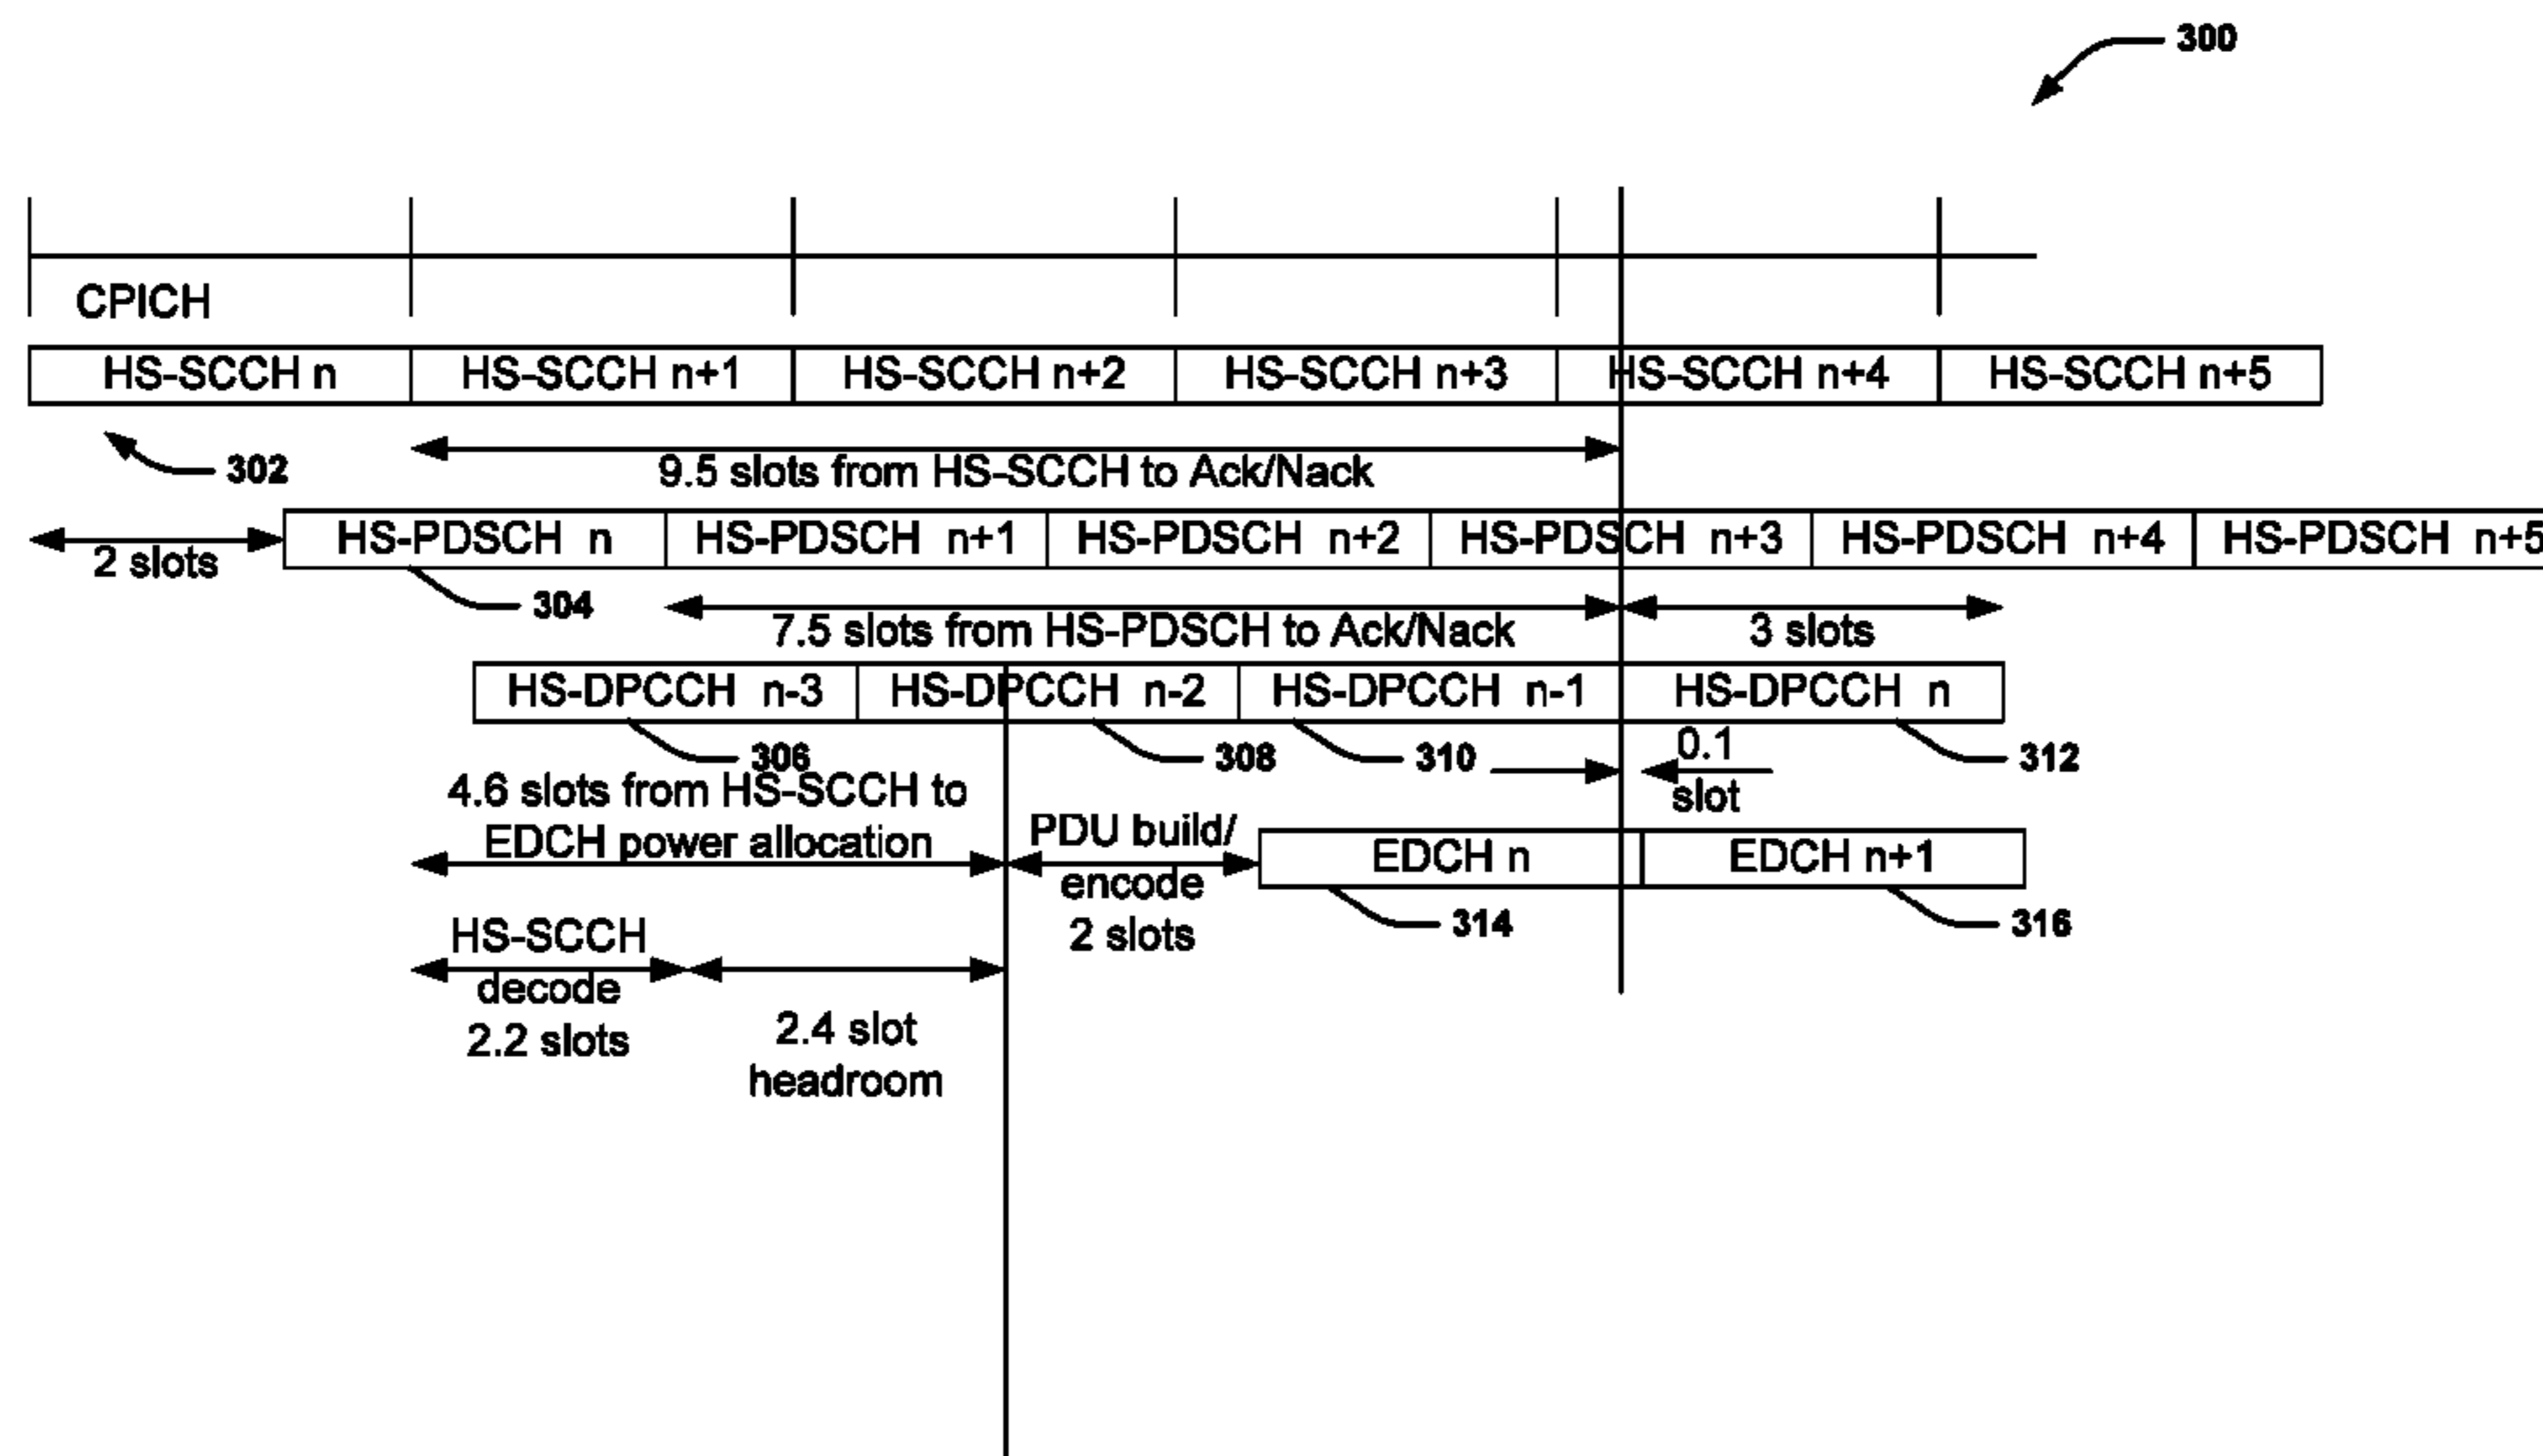 300
CPICH
HS-SCCH n HS-SCCH n+1 HS-SCCH n+2 HS-SCCH n+3 HS-SCCH n+4 HS-SCCH n+5
302
9.5 slots from HS-SCCH to Ack/Nack
2 slots
HS-PDSCH n HS-PDSCH n+1 HS-PDSCH n+2 HS-PDSCH n+3 HS-PDSCH n+4 HS-PDSCH n+5
304
7.5 slots from HS-PDSCH to Ack/Nack
3 slots
HS-DPCCH n-3 HS-DPCCH n-2 HS-DPCCH n-1 HS-DPCCH n
306
308
310
0.1
slot
312
4.6 slots from HS-SCCH to
EDCH power allocation
PDU build/
encode
2 slots
EDCH n EDCH n+1
314
316
HS-SCCH
decode
2.2 slots
2.4 slot
headroom